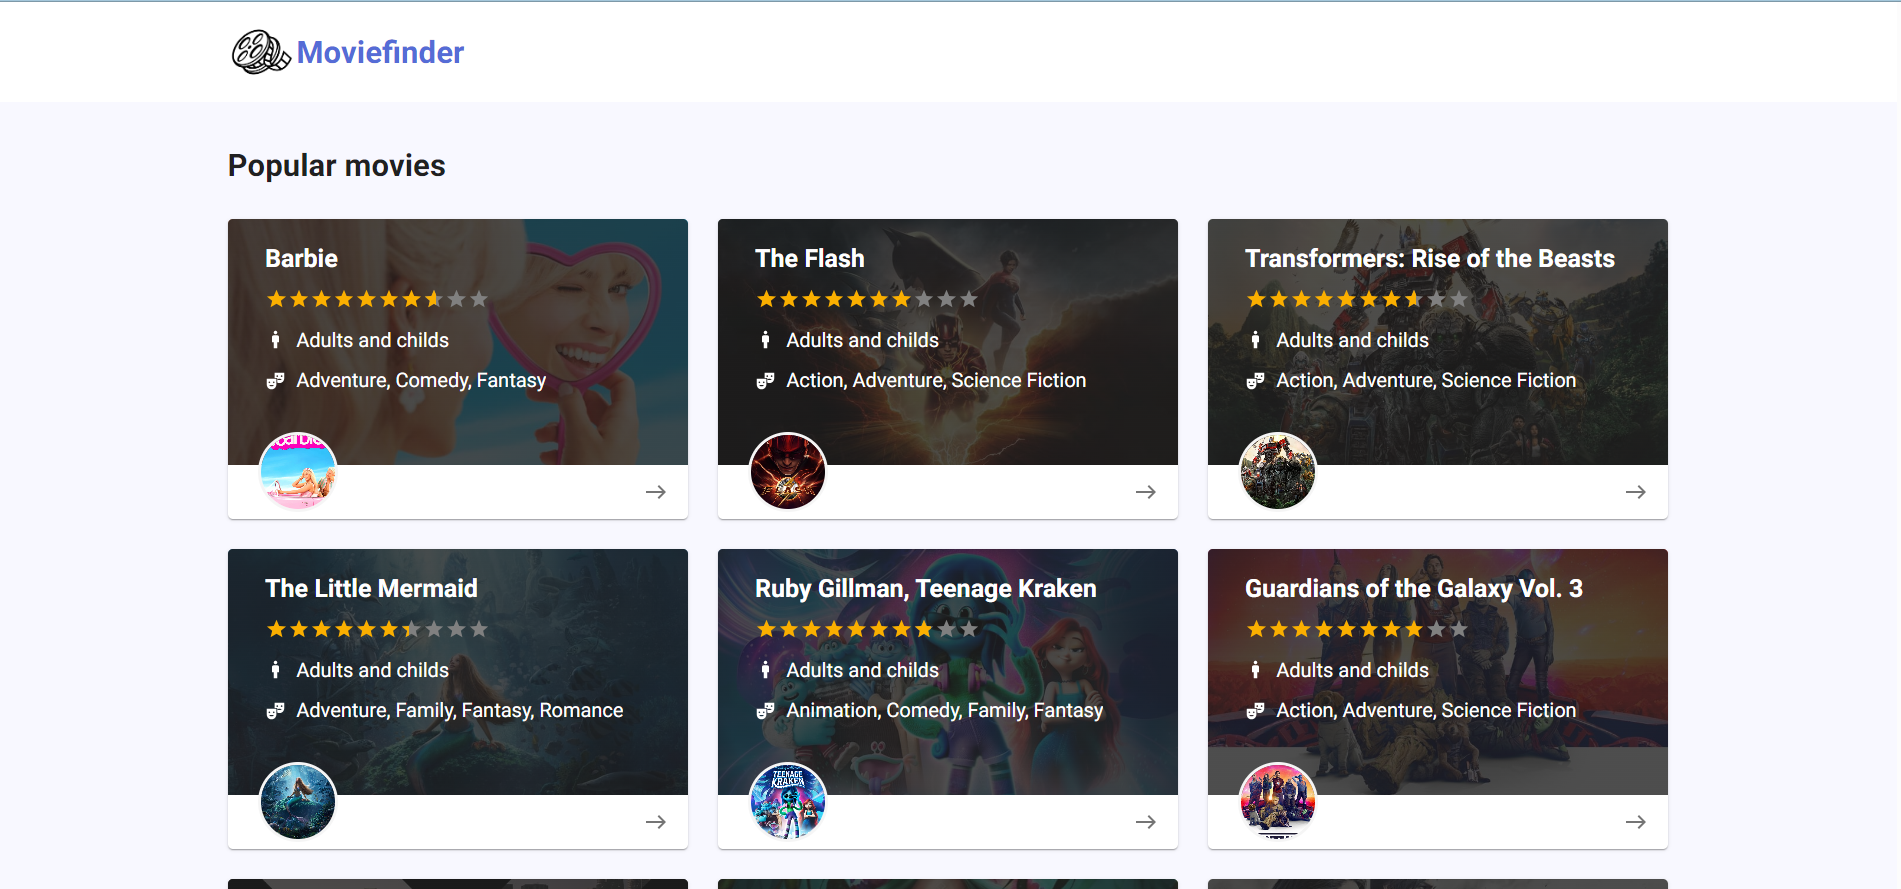 Moviefinder
Popular movies
Barbie
Adults and childs
Adventure, Comedy, Fantasy
The Flash
Adults and childs
Action, Adventure, Science Fiction
Transformers: Rise of the Beasts
Adults and childs
Action, Adventure, Science Fiction
The Little Mermaid
Adults and childs
Adventure, Family, Fantasy, Romance
Ruby Gillman, Teenage Kraken
Adults and childs
Animation, Comedy, Family, Fantasy
TEENAGE
KRAKEN
Guardians of the Galaxy Vol. 3
Adults and childs
Action, Adventure, Science Fiction